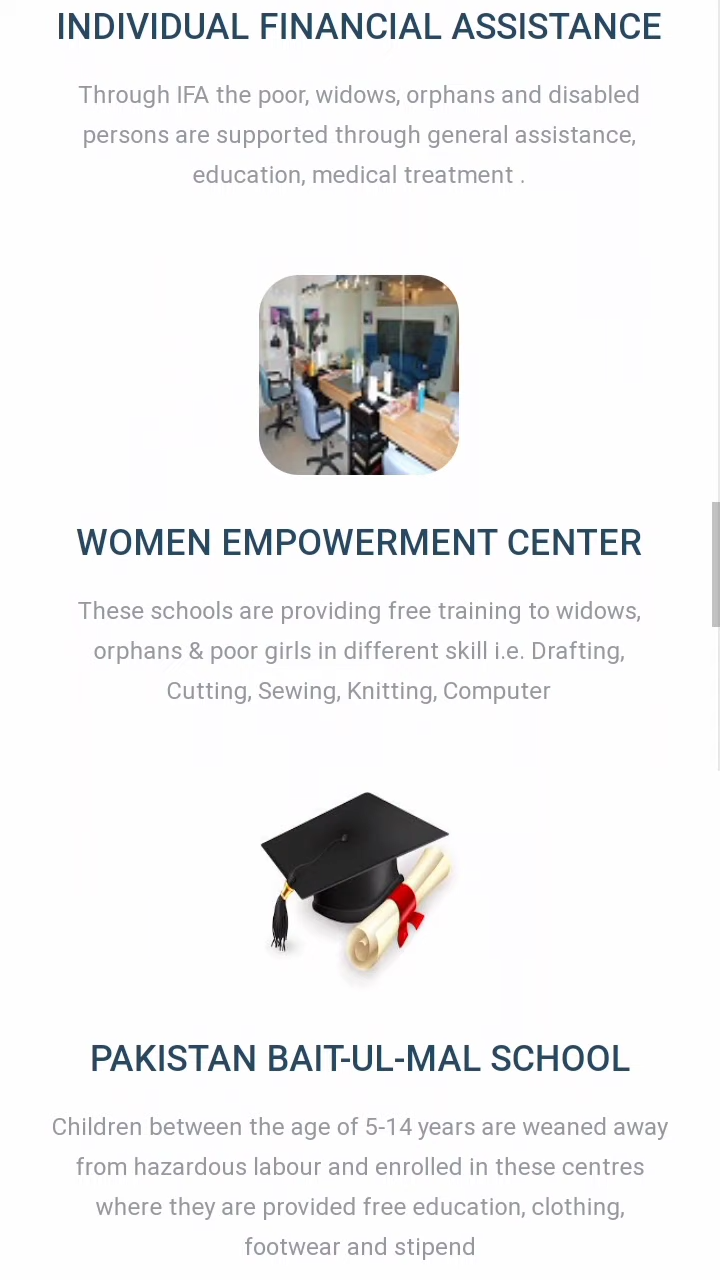 INDIVIDUAL FINANCIAL ASSISTANCE
Through IFA the poor, widows, orphans and disabled
persons are supported through general assistance,
education, medical treatment .
WOMEN EMPOWERMENT CENTER
These schools are providing free training to widows,
orphans & poor girls in different skill i.e. Drafting,
Cutting, Sewing, Knitting, Computer
PAKISTAN BAIT-UL-MAL SCHOOL
Children between the age of 5-14 years are weaned away
from hazardous labour and enrolled in these centres
where they are provided free education, clothing,
footwear and stipend